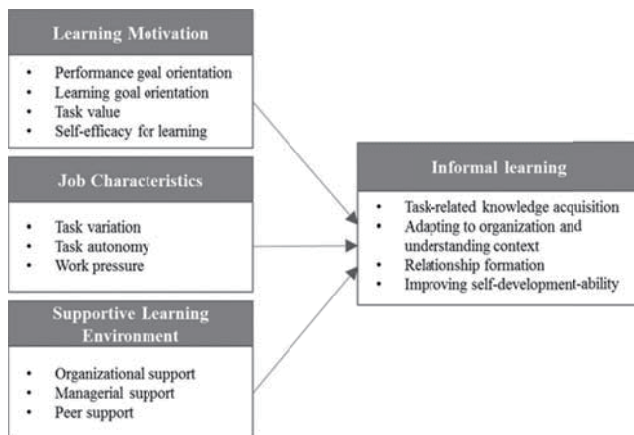 Learning Motivation
• Performance goal orientation
• Learning goal orientation
• Task value
• Self-efficacy for learning
Job Characteristics
• Task variation
• Task autonomy
• Work pressure
Supportive Learning
Environment
• Organizational support
• Managerial support
• Peer support
Informal learning
• Task-related knowledge acquisition
• Adapting to organization and
understanding context
• Relationship formation
• Improving self-development-ability